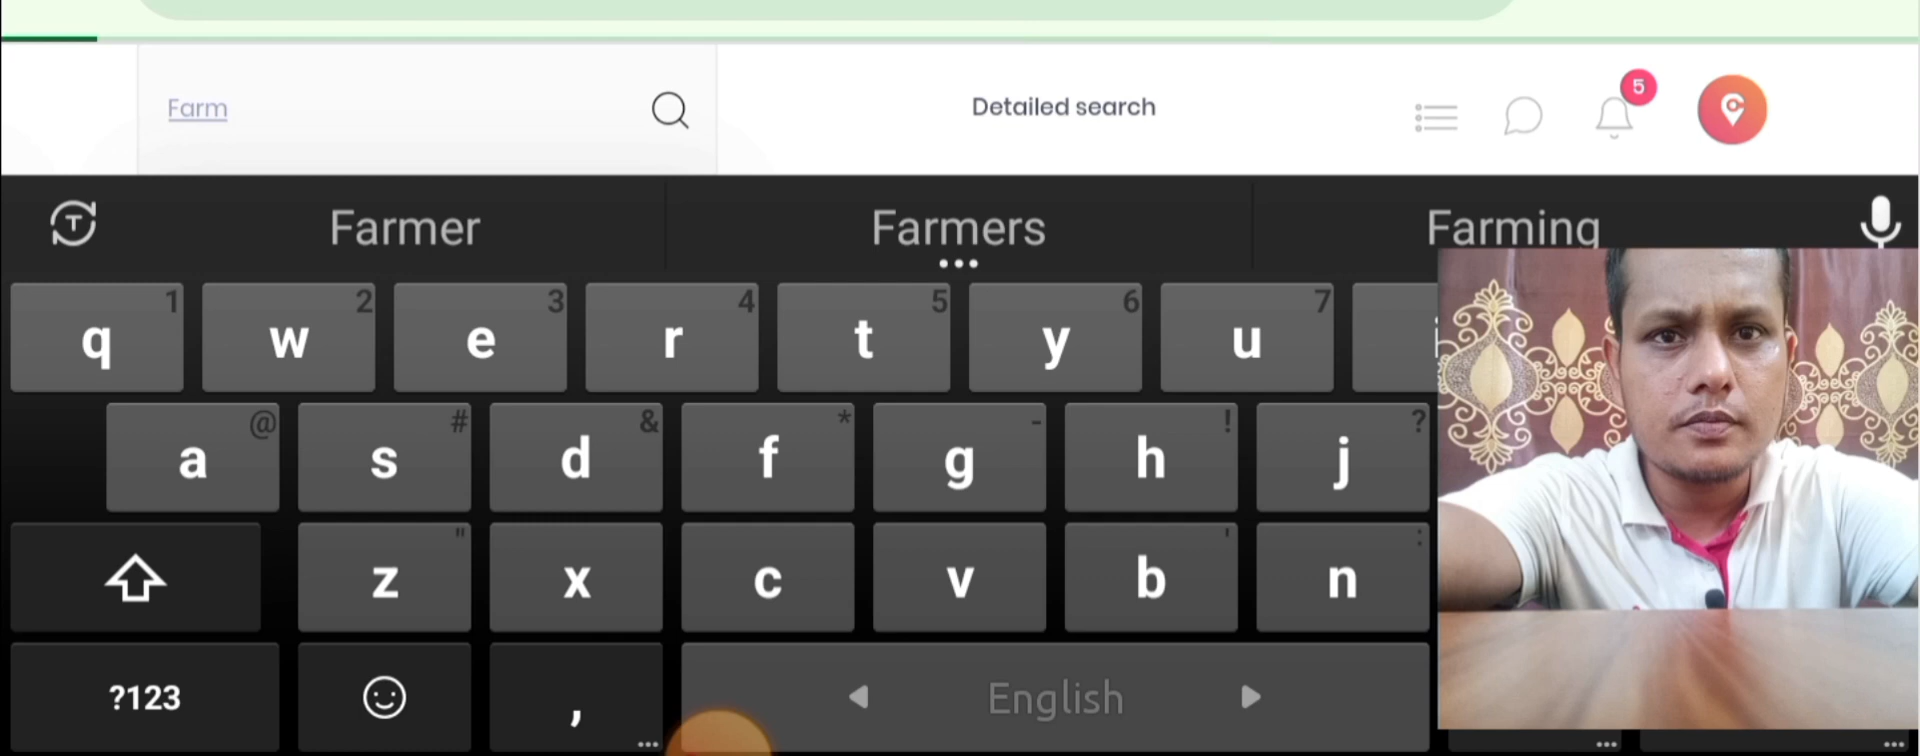 Farm
Detailed search
5
Farmer Farmers Farming
q 1 w 2 e 3 r 4 t 5 y 6 u 7
a @ s # d & f * g - h ! j ?
z " x c v b ' n :
?123 , English